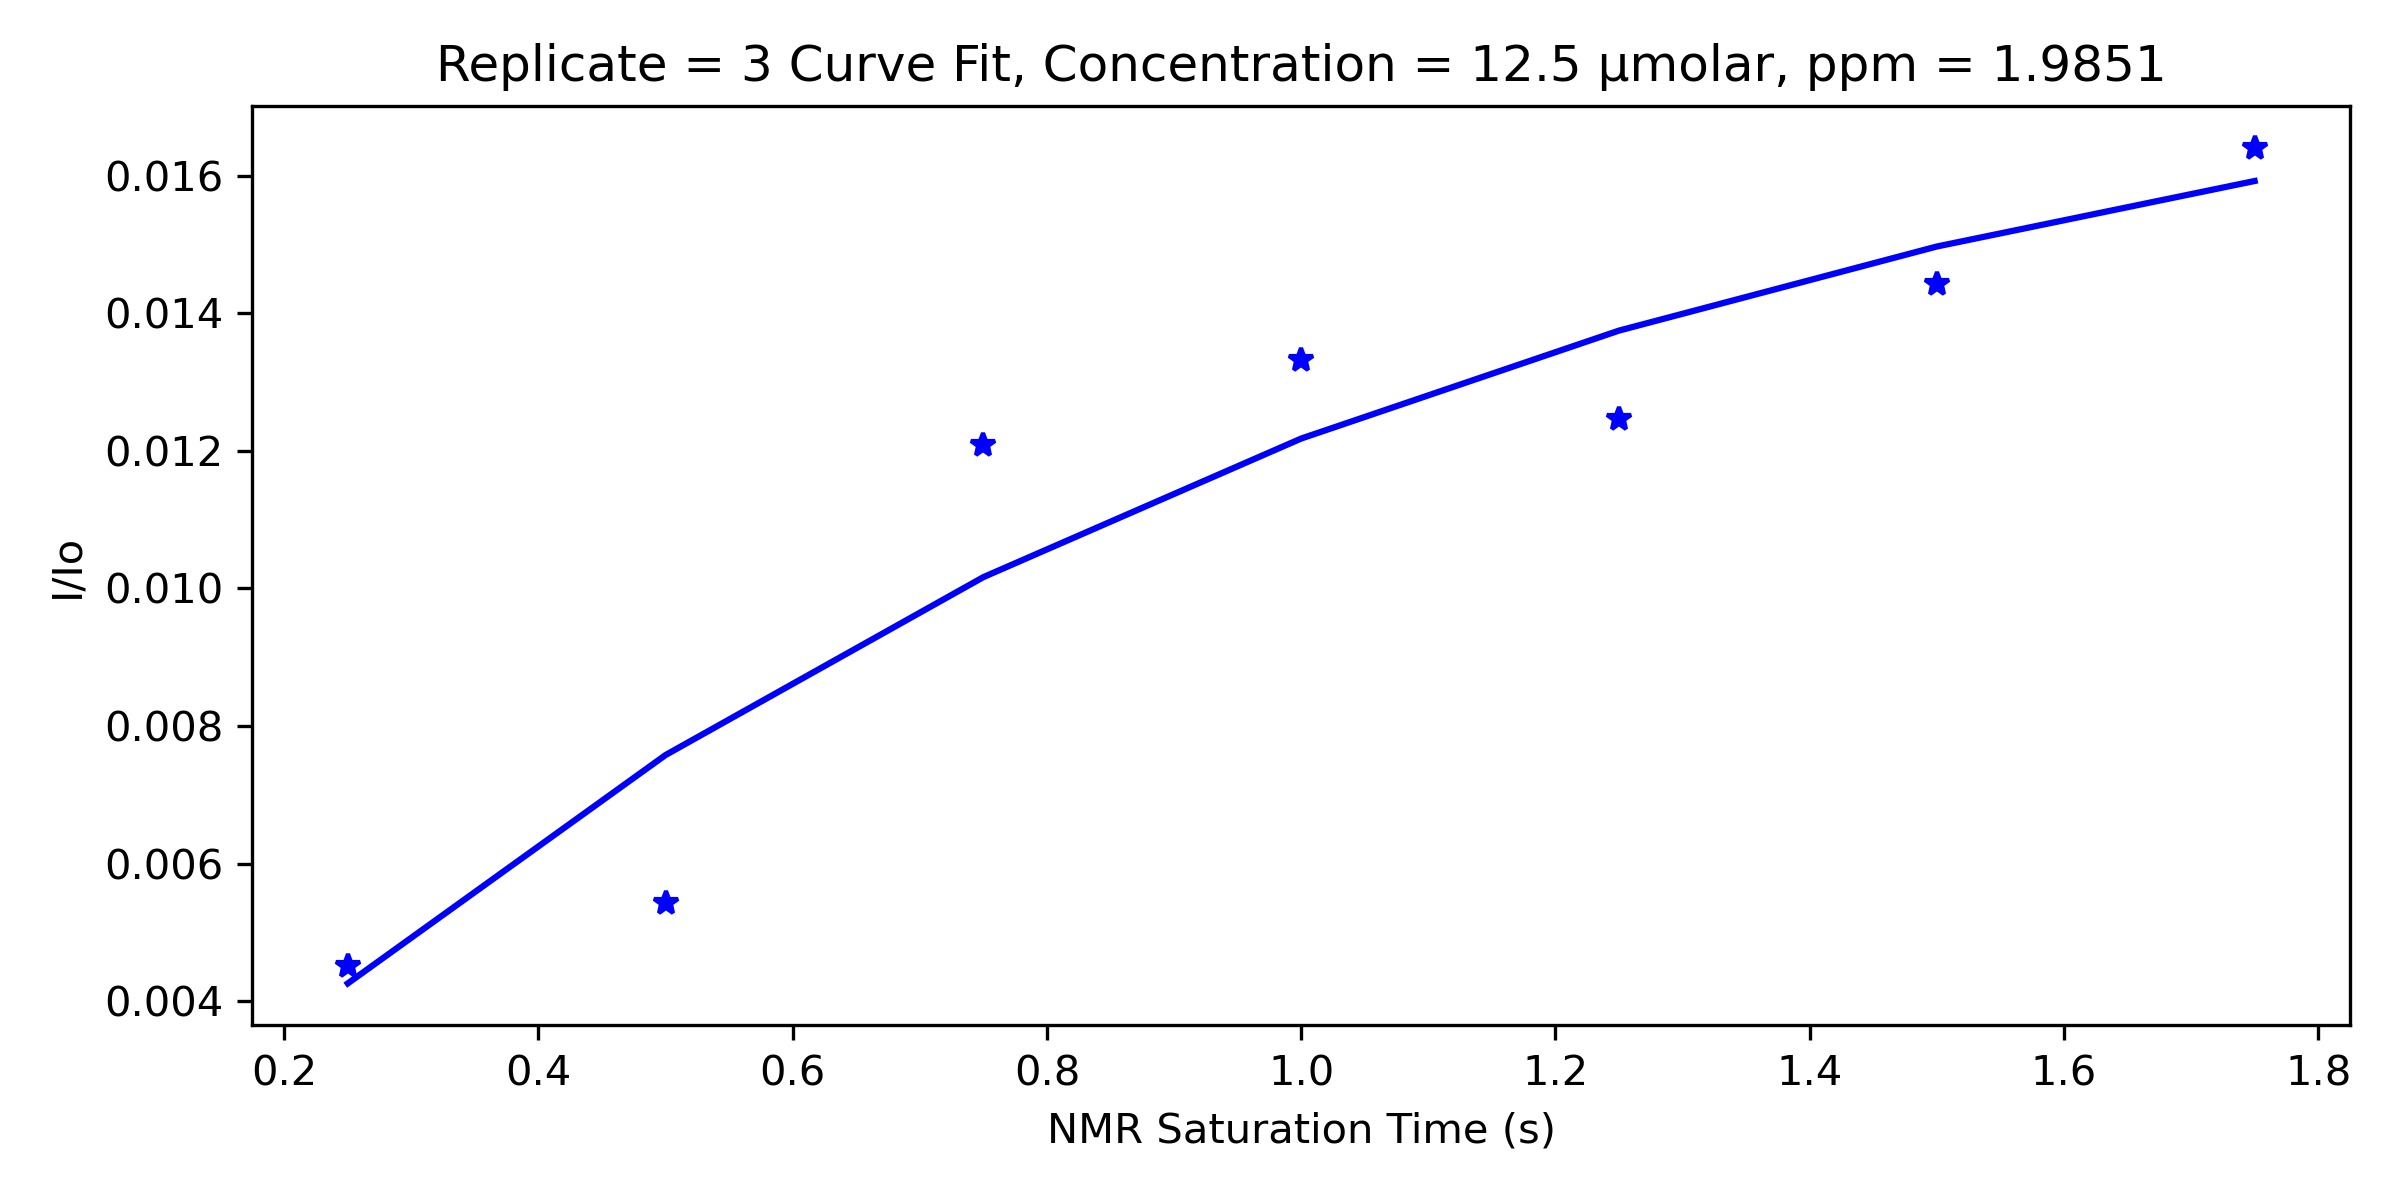 Replicate = 3 Curve Fit, Concentration = 12.5 µmolar, ppm = 1.9851
0.016
0.014
0.012
0.010
0.008
0.006
0.004
I/Io
0.2 0.4 0.6 0.8 1.0 1.2 1.4 1.6 1.8
NMR Saturation Time (s)